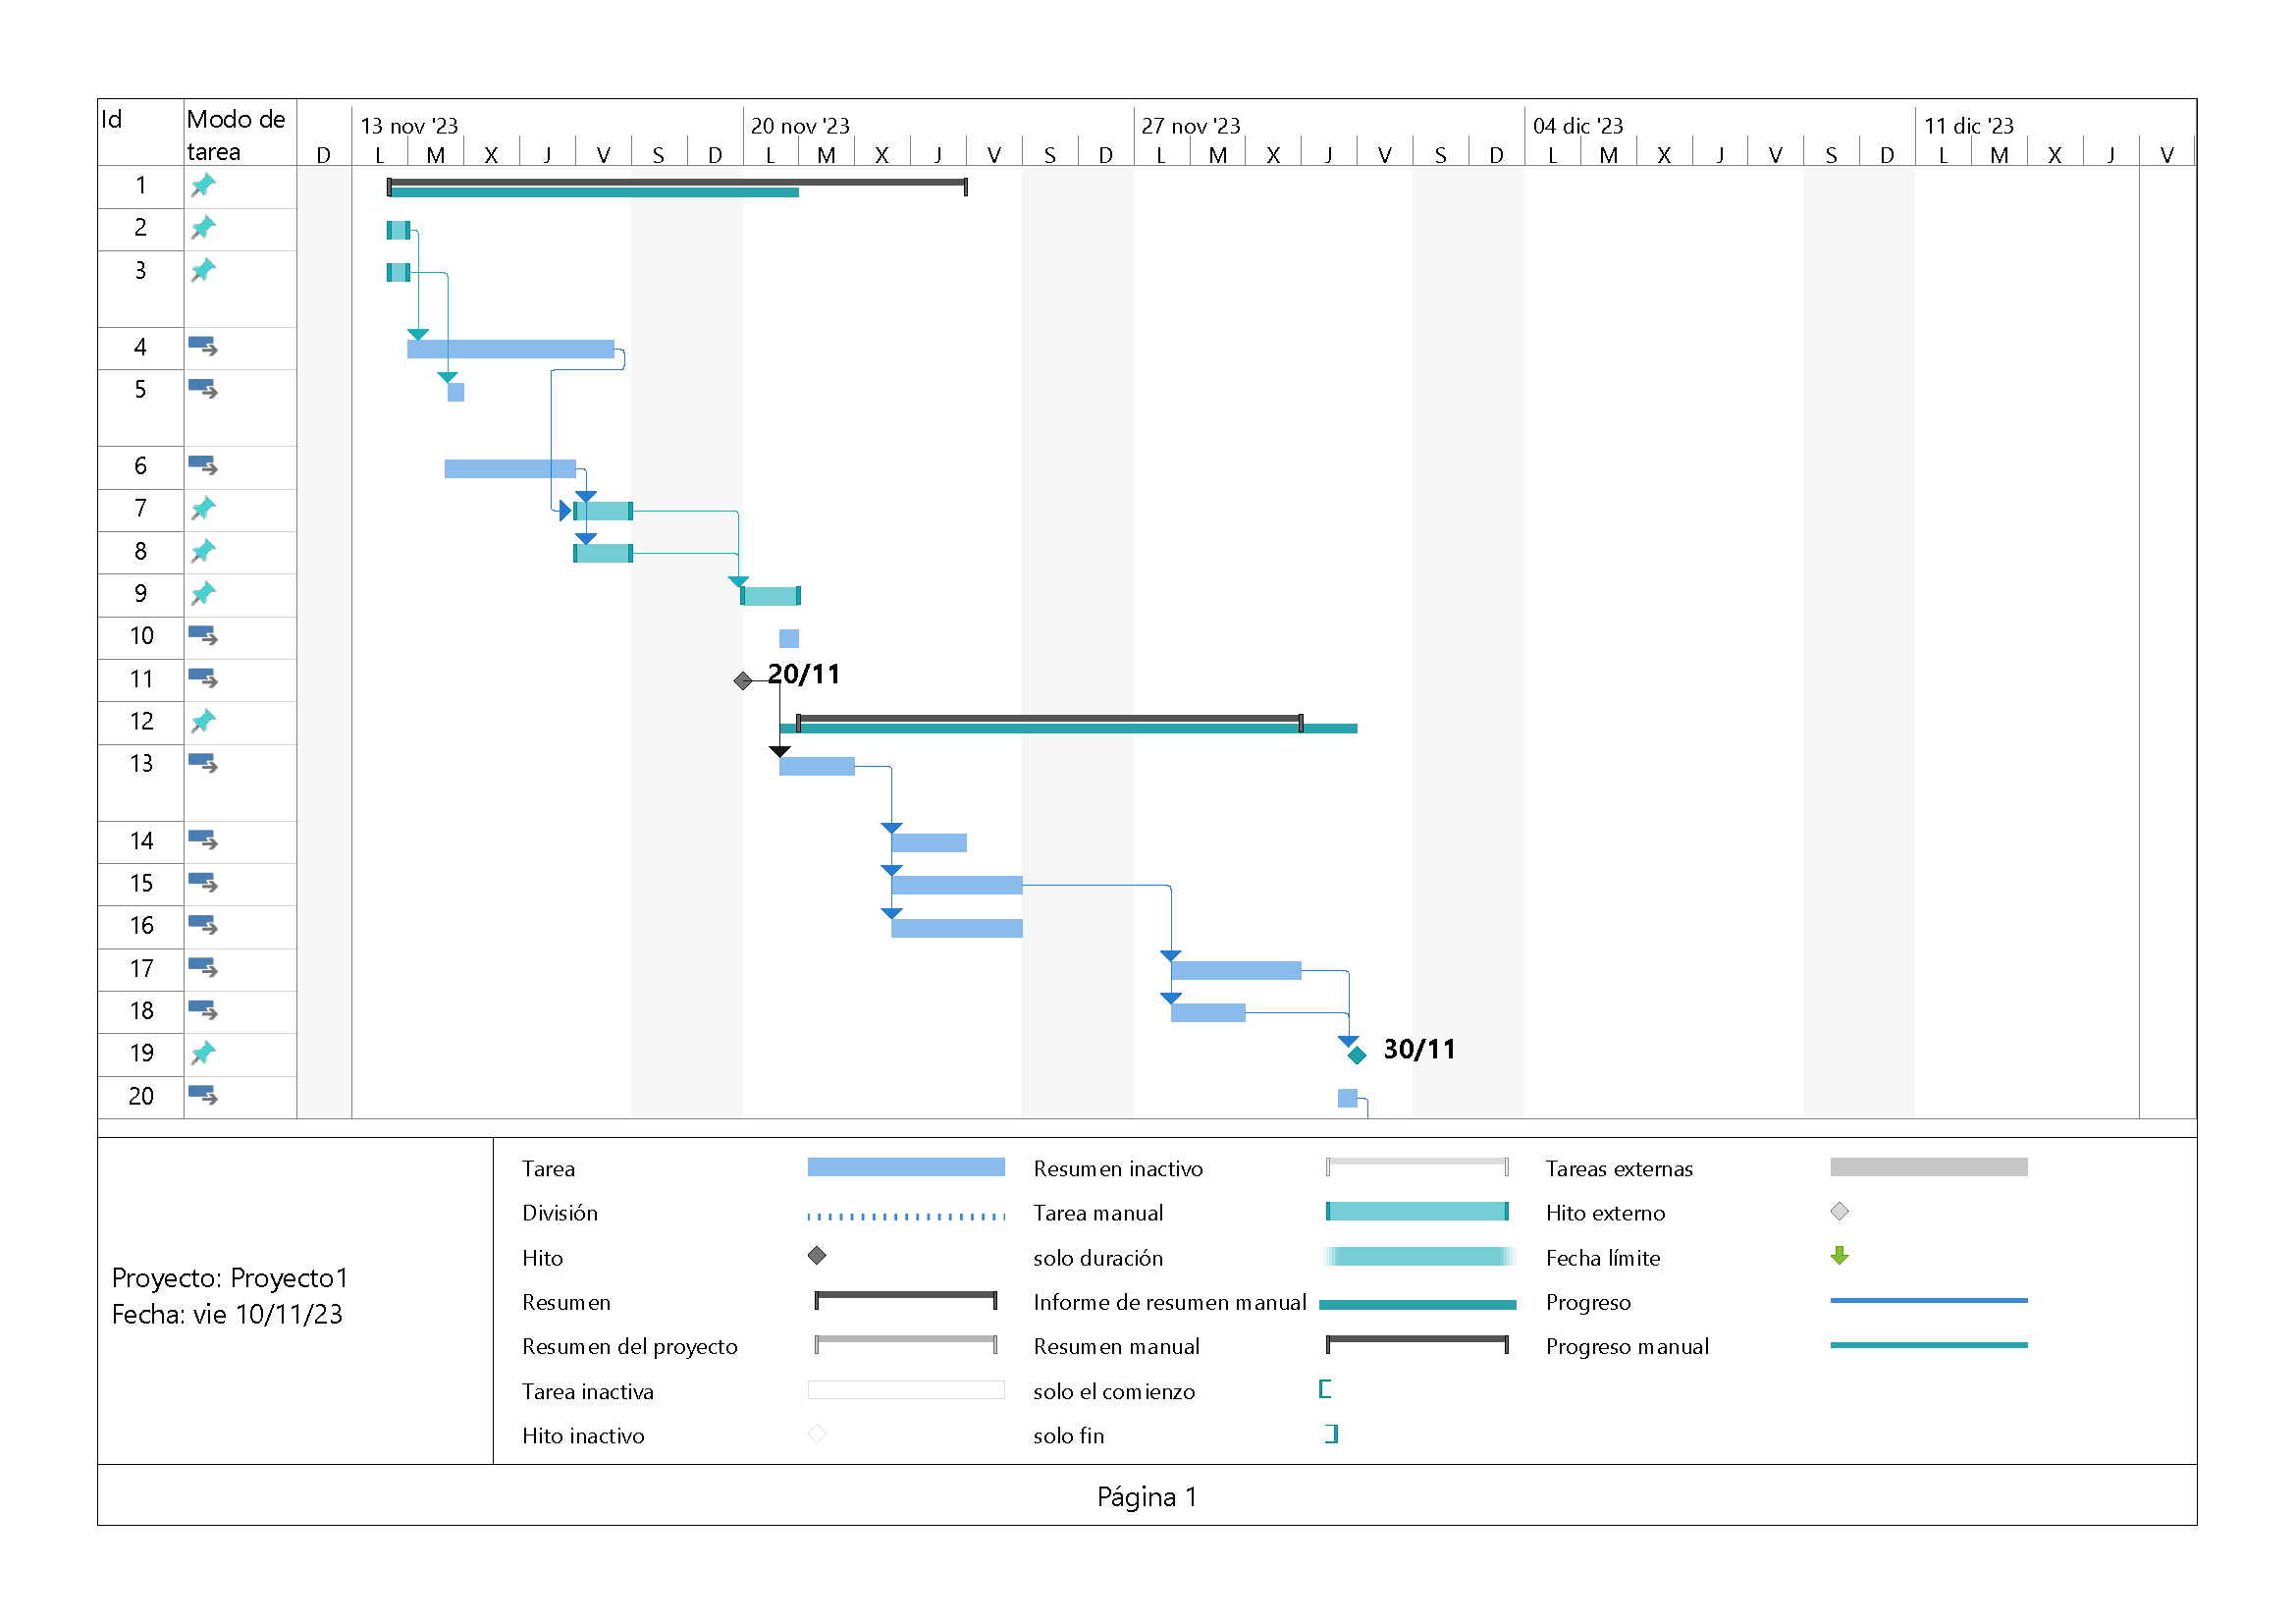 Id
Modo de tarea
13 nov '23
20 nov '23
27 nov '23
04 dic '23
11 dic '23
D L M X J V S D L M X J V S D L M X J V S D L M X J V S D L M X J V
1
2
3
4
5
6
7
8
9
10
11
20/11
12
13
14
15
16
17
18
19
30/11
20
Proyecto: Proyecto1
Fecha: vie 10/11/23
Tarea
División
Hito
Resumen
Resumen del proyecto
Tarea inactiva
Hito inactivo
Resumen inactivo
Tarea manual
solo duración
Informe de resumen manual
Resumen manual
solo el comienzo
solo fin
Tareas externas
Hito externo
Fecha límite
Progreso
Progreso manual
Página 1